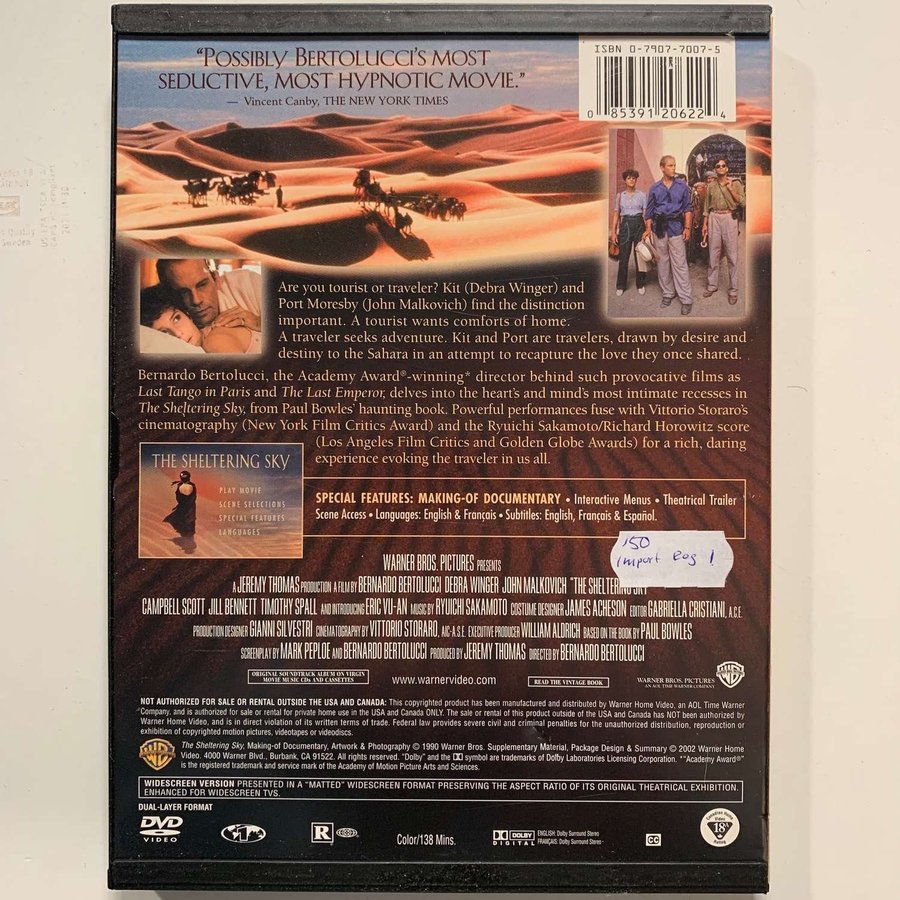 "POSSIBLY BERTOLUCCI'S MOST
SEDUCTIVE, MOST HYPNOTIC MOVIE."
— Vincent Canby, THE NEW YORK TIMES
ISBN 0-7907-7007-5
0 85391 20622 4
Are you tourist or traveler? Kit (Debra Winger) and
Port Moresby (John Malkovich) find the distinction
important. A tourist wants comforts of home.
A traveler seeks adventure. Kit and Port are travelers, drawn by desire and
destiny to the Sahara in an attempt to recapture the love they once shared.
Bernardo Bertolucci, the Academy Award®-winning* director behind such provocative films as
Last Tango in Paris and The Last Emperor, delves into the heart's and mind's most intimate recesses in
The Sheltering Sky, from Paul Bowles' haunting book. Powerful performances fuse with Vittorio Storaro's
cinematography (New York Film Critics Award) and the Ryuichi Sakamoto/Richard Horowitz score
(Los Angeles Film Critics and Golden Globe Awards) for a rich, daring
experience evoking the traveler in us all.
THE SHELTERING SKY
PLAY MOVIE
SCENE SELECTIONS
SPECIAL FEATURES
LANGUAGES
SPECIAL FEATURES: MAKING-OF DOCUMENTARY • Interactive Menus • Theatrical Trailer
Scene Access • Languages: English & Français • Subtitles: English, Français & Español.
150
import reg 1
WARNER BROS. PICTURES PRESENTS
A JEREMY THOMAS PRODUCTION A FILM BY BERNARDO BERTOLUCCI DEBRA WINGER JOHN MALKOVICH "THE SHELTERING SKY"
CAMPBELL SCOTT JILL BENNETT TIMOTHY SPALL AND INTRODUCING ERIC VU-AN MUSIC BY RYUICHI SAKAMOTO COSTUME DESIGNER JAMES ACHESON EDITOR GABRIELLA CRISTIANI, A.C.E.
PRODUCTION DESIGNER GIANNI SILVESTRI CINEMATOGRAPHY BY VITTORIO STORARO, AIC-A.S.E. EXECUTIVE PRODUCER WILLIAM ALDRICH BASED ON THE BOOK BY PAUL BOWLES
SCREENPLAY BY MARK PEPLOE AND BERNARDO BERTOLUCCI PRODUCED BY JEREMY THOMAS DIRECTED BY BERNARDO BERTOLUCCI
ORIGINAL SOUNDTRACK ALBUM ON VIRGIN
MOVIE MUSIC CDs AND CASSETTES
www.warnervideo.com
READ THE VINTAGE BOOK
WARNER BROS. PICTURES
AN AOL TIME WARNER COMPANY
NOT AUTHORIZED FOR SALE OR RENTAL OUTSIDE THE USA AND CANADA: This copyrighted product has been manufactured and distributed by Warner Home Video, an AOL Time Warner
Company, and is authorized for sale or rental for private home use in the USA and Canada ONLY. The sale or rental of this product outside of the USA and Canada has NOT been authorized by
Warner Home Video, and is in direct violation of its written terms of trade. Federal law provides severe civil and criminal penalties for the unauthorized distribution, reproduction or
exhibition of copyrighted motion pictures, videotapes or videodiscs.
The Sheltering Sky, Making-of Documentary, Artwork & Photography © 1990 Warner Bros. Supplementary Material, Package Design & Summary © 2002 Warner Home
Video. 4000 Warner Blvd., Burbank, CA 91522. All rights reserved. "Dolby" and the DD symbol are trademarks of Dolby Laboratories Licensing Corporation. *"Academy Award®"
is the registered trademark and service mark of the Academy of Motion Picture Arts and Sciences.
WIDESCREEN VERSION PRESENTED IN A "MATTED" WIDESCREEN FORMAT PRESERVING THE ASPECT RATIO OF ITS ORIGINAL THEATRICAL EXHIBITION.
ENHANCED FOR WIDESCREEN TVS.
DUAL-LAYER FORMAT
DVD
VIDEO
1
R
Color/138 Mins.
DOLBY
DIGITAL
ENGLISH: Dolby Surround Stereo
FRANÇAIS: Dolby Surround Stereo
CC
Canadian Home
Video
18